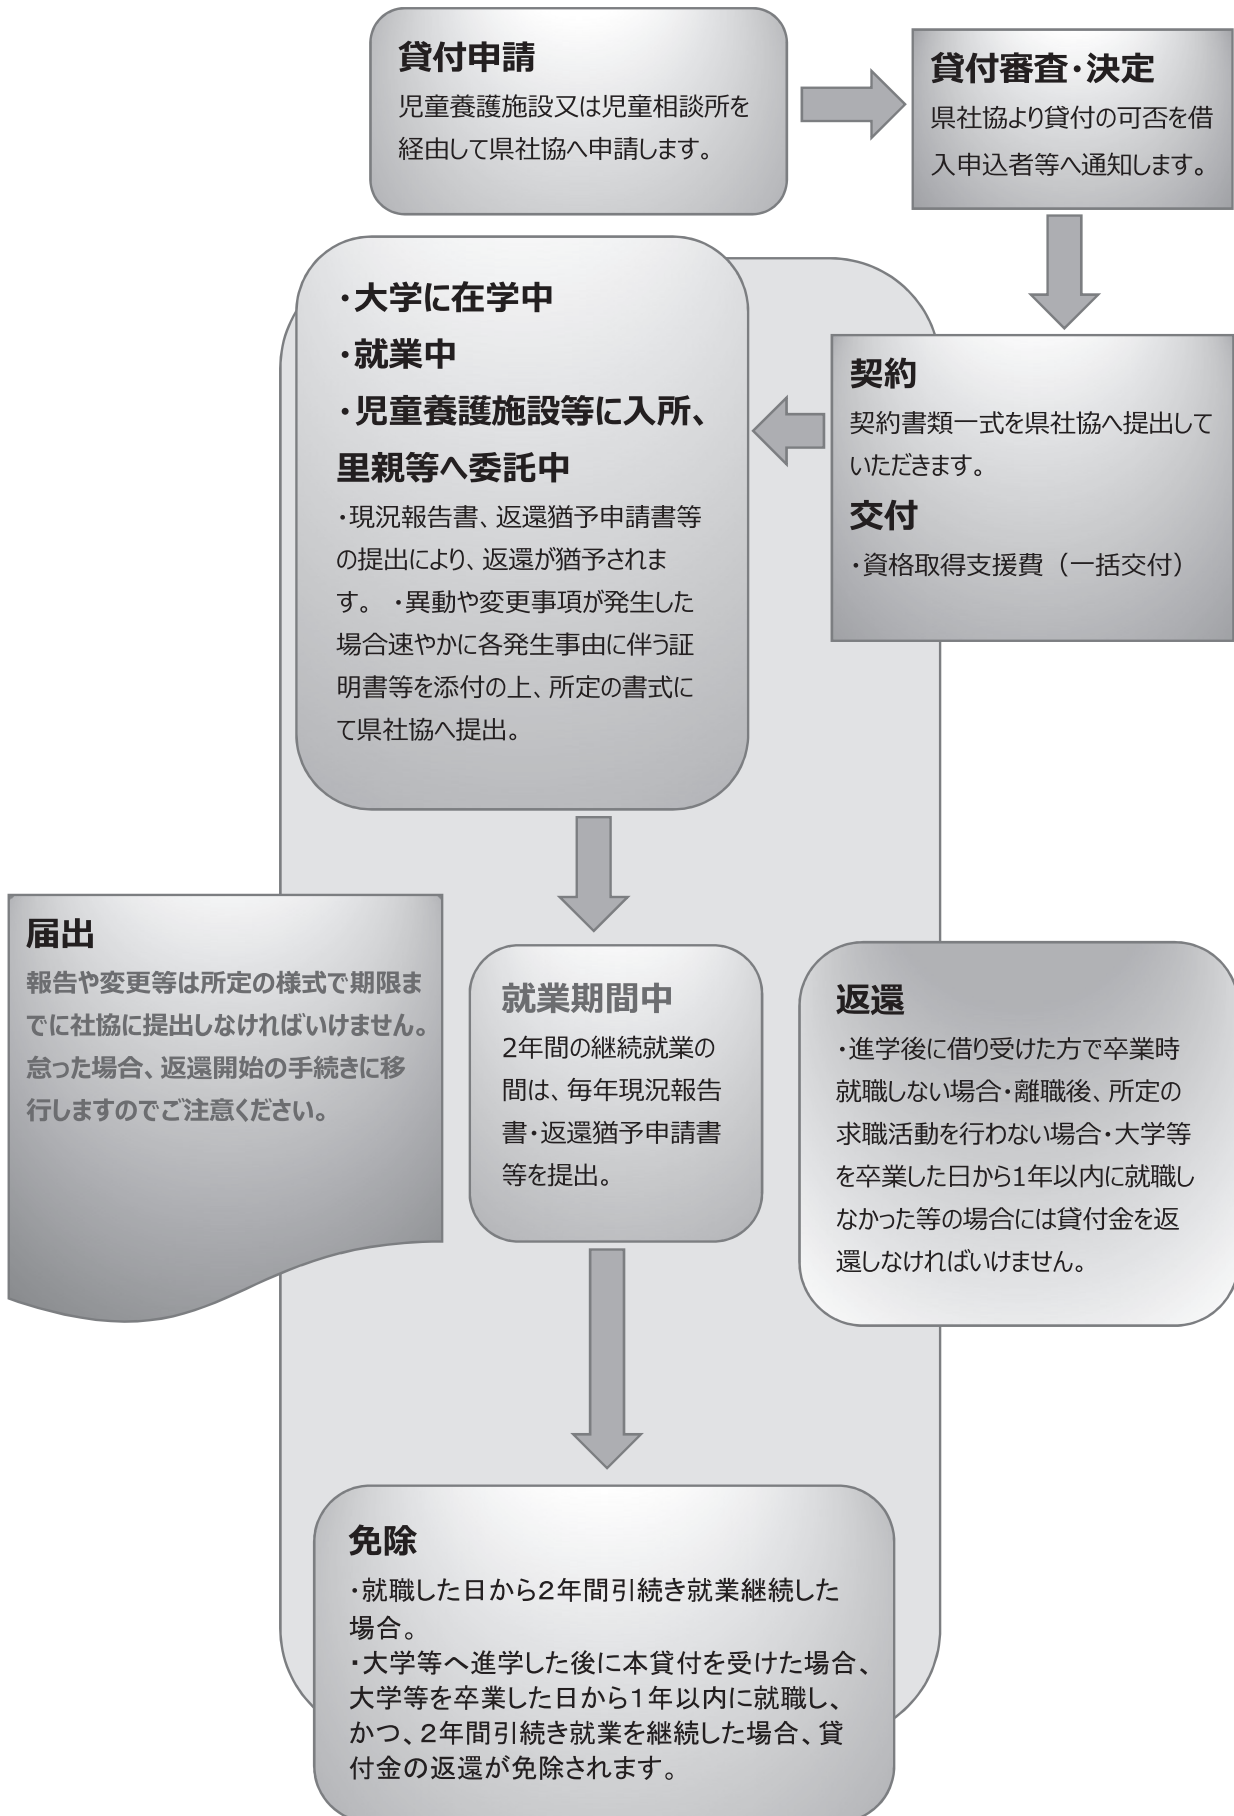 貸付申請
児童養護施設又は児童相談所を
経由して県社協へ申請します。
貸付審査・決定
県社協より貸付の可否を借
入申込者等へ通知します。
・大学に在学中
・就業中
・児童養護施設等に入所、
里親等へ委託中
・現況報告書、返還猶予申請書等
の提出により、返還が猶予されま
す。 ・異動や変更事項が発生した
場合速やかに各発生事由に伴う証
明書等を添付の上、所定の書式に
て県社協へ提出。
契約
契約書類一式を県社協へ提出して
いただきます。
交付
・資格取得支援費（一括交付）
届出
報告や変更等は所定の様式で期限ま
でに社協に提出しなければいけません。
怠った場合、返還開始の手続きに移
行しますのでご注意ください。
就業期間中
2年間の継続就業の
間は、毎年現況報告
書・返還猶予申請書
等を提出。
返還
・進学後に借り受けた方で卒業時
就職しない場合・離職後、所定の
求職活動を行わない場合・大学等
を卒業した日から1年以内に就職し
なかった等の場合には貸付金を返
還しなければいけません。
免除
・就職した日から２年間引続き就業継続した
場合。
・大学等へ進学した後に本貸付を受けた場合、
大学等を卒業した日から１年以内に就職し、
かつ、２年間引続き就業を継続した場合、貸
付金の返還が免除されます。